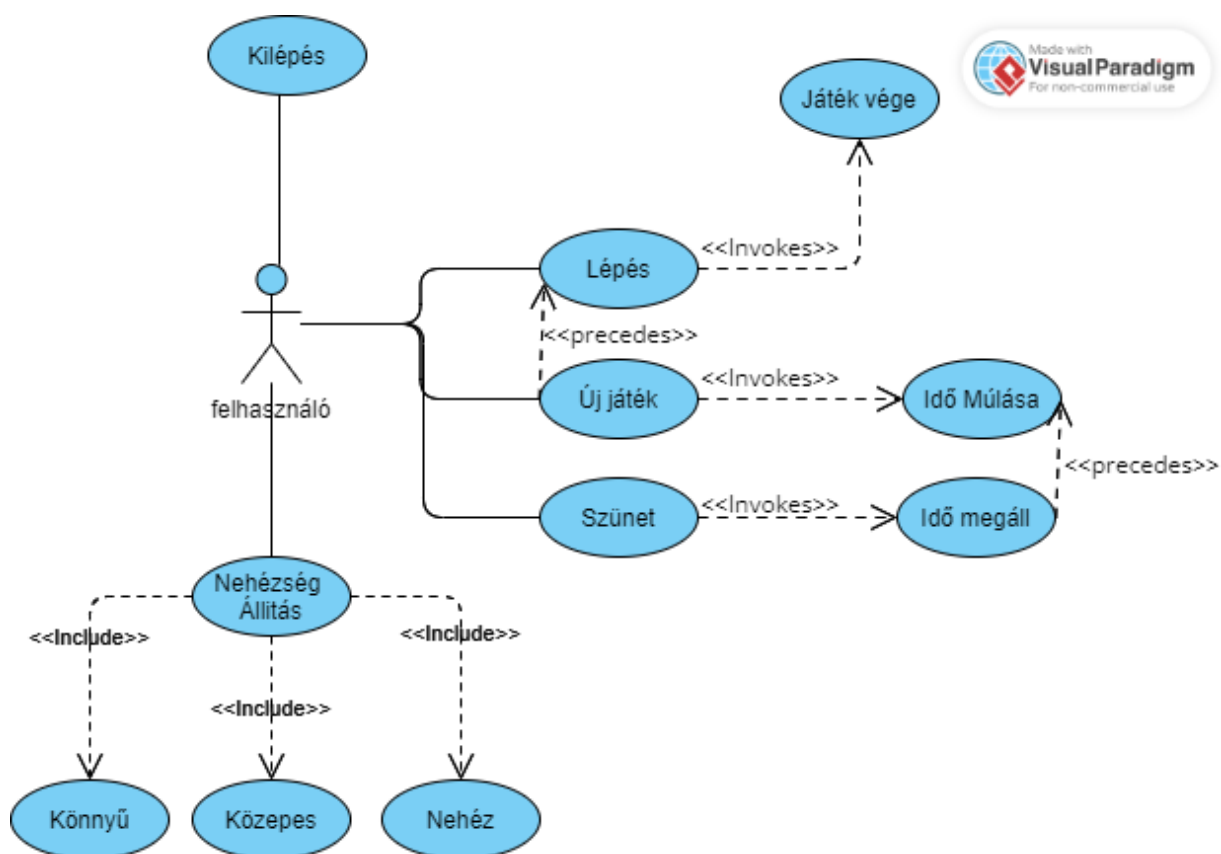 Kilépés
Made with
Visual Paradigm
For non-commercial use
Játék vége
<<Invokes>>
Lépés
<<precedes>>
felhasználó
Új játék
<<Invokes>>
Idő Múlása
<<precedes>>
Szünet
<<Invokes>>
Idő megáll
Nehézség
Állitás
<<Include>>
<<Include>>
<<Include>>
Könnyű
Közepes
Nehéz